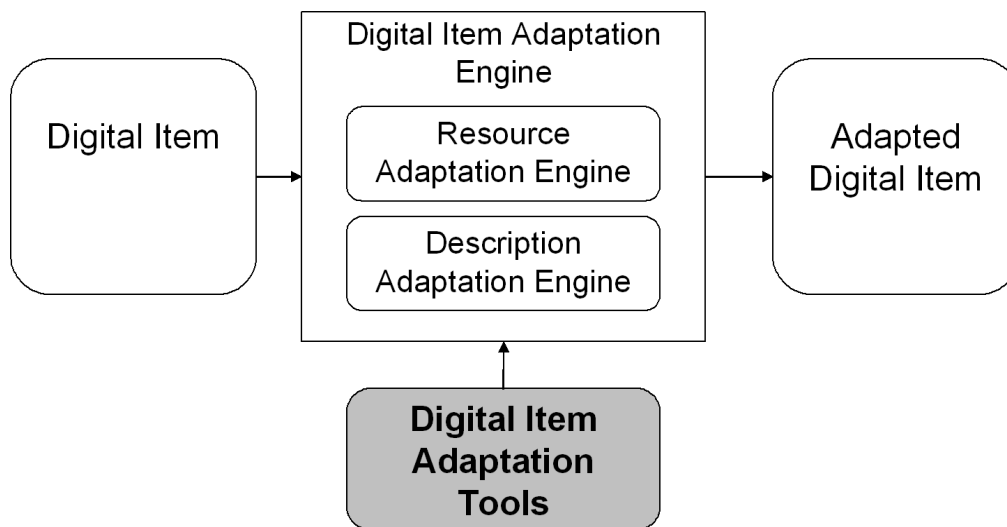 Digital Item
Digital Item Adaptation
Engine
Resource
Adaptation Engine
Description
Adaptation Engine
Adapted
Digital Item
Digital Item
Adaptation
Tools